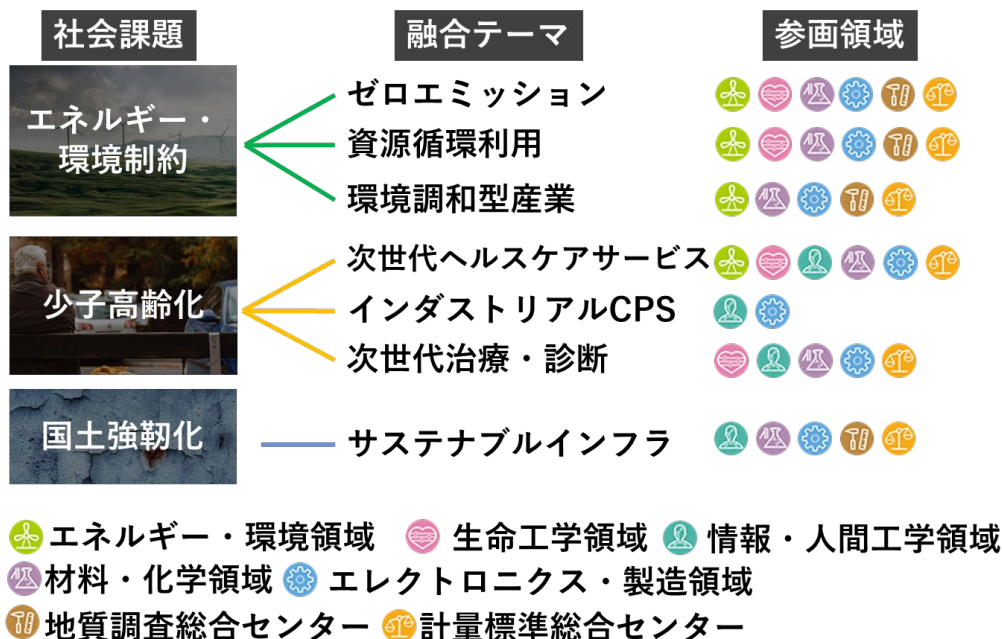 社会課題
融合テーマ
参画領域
エネルギー・
環境制約
ゼロエミッション
資源循環利用
環境調和型産業
少子高齢化
次世代ヘルスケアサービス
インダストリアルCPS
次世代治療・診断
国土強靭化
サステナブルインフラ
エネルギー・環境領域 生命工学領域 情報・人間工学領域
材料・化学領域 エレクトロニクス・製造領域
地質調査総合センター 計量標準総合センター